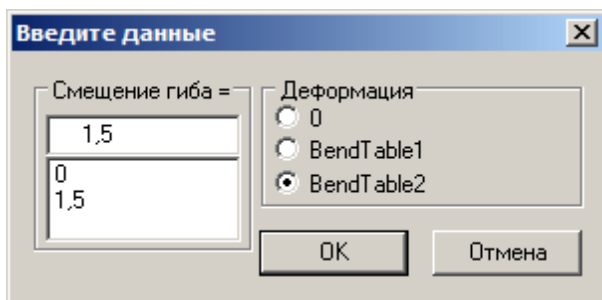 Введите данные
Смещение гиба =
1,5
0
1,5
Деформация
0
BendTable1
BendTable2
OK
Отмена